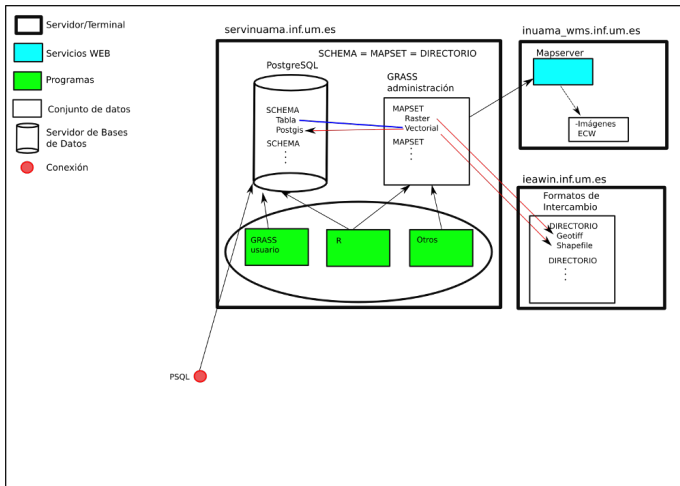 Servidor/Terminal
Servicios WEB
Programas
Conjunto de datos
Servidor de Bases
de Datos
Conexión
servinuama.inf.um.es
SCHEMA = MAPSET = DIRECTORIO
PostgreSQL
SCHEMA
Tabla
Postgis
SCHEMA
GRASS
administración
MAPSET
Raster
Vectorial
MAPSET
GRASS
usuario
R
Otros
PSQL
inuama_wms.inf.um.es
Mapserver
-Imágenes
ECW
ieawin.inf.um.es
Formatos de
Intercambio
DIRECTORIO
Geotiff
Shapefile
DIRECTORIO